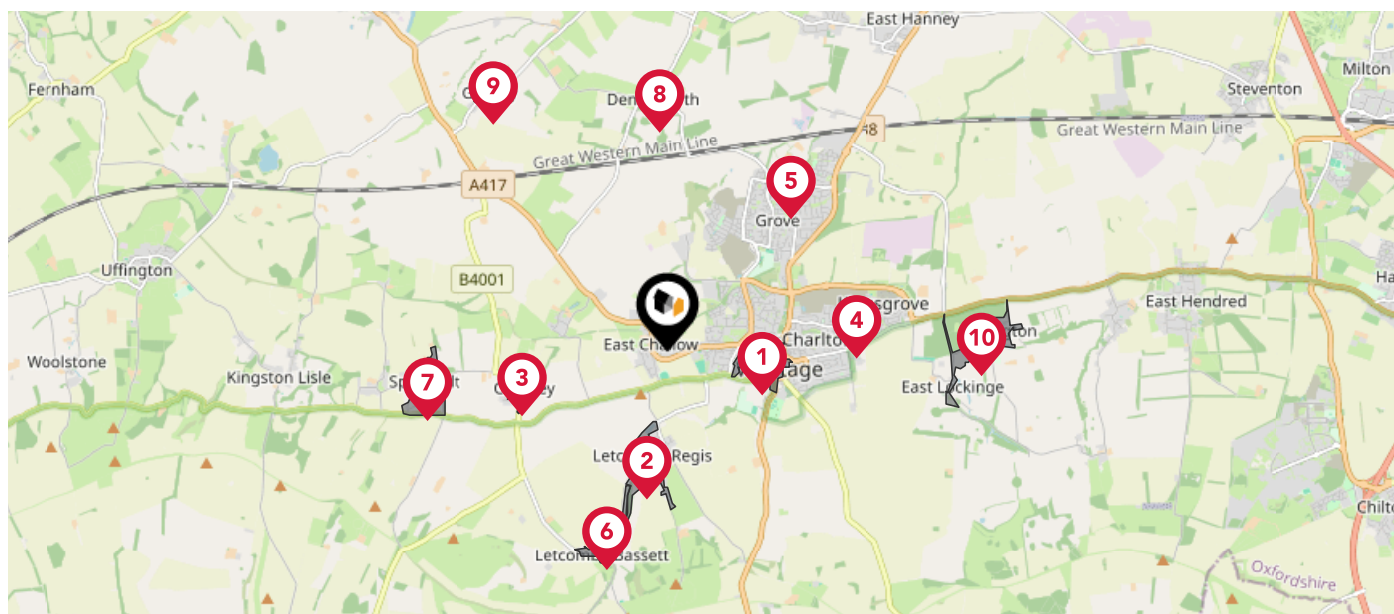 East Hanney
Fernham
Milton
Steventon
9
8
Great Western Main Line
Great Western Main Line
A417
5
Grove
Uffington
B4001
East Hendred
4
Charlto
East Challow
1
10
Woolstone
Kingston Lisle
7
3
East Lockinge
2
Regis
6
Letcombe Bassett
Oxfordshire